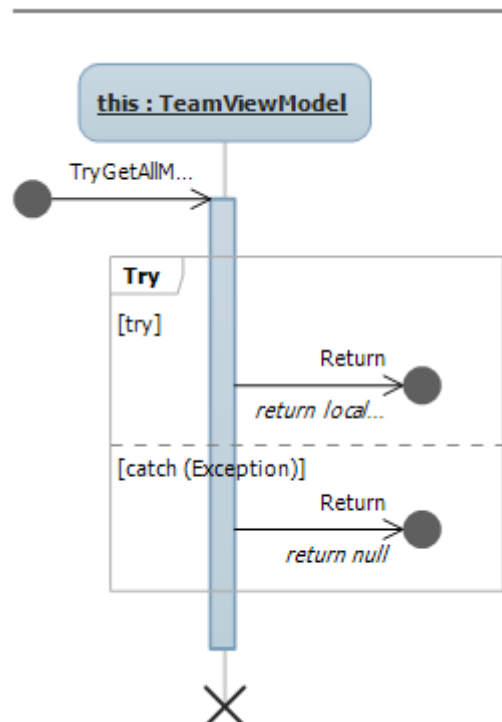 this : TeamViewModel
TryGetAllM...
Try
[try]
Return
return local...
[catch (Exception)]
Return
return null